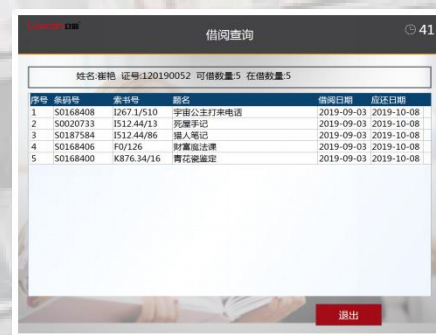 借阅查询
41
姓名:崔艳 证号:120190052 可借数量:5 在借数量:5
序号 条码号 索书号 题名 借阅日期 应还日期
1 S0168408 I267.1/510 宇宙公主打来电话 2019-09-03 2019-10-08
2 S0020733 I512.44/13 死屋手记 2019-09-03 2019-10-08
3 S0187584 I512.44/86 猎人笔记 2019-09-03 2019-10-08
4 S0168406 F0/126 财富魔法课 2019-09-03 2019-10-08
5 S0168400 K876.34/16 青花瓷鉴定 2019-09-03 2019-10-08
退出